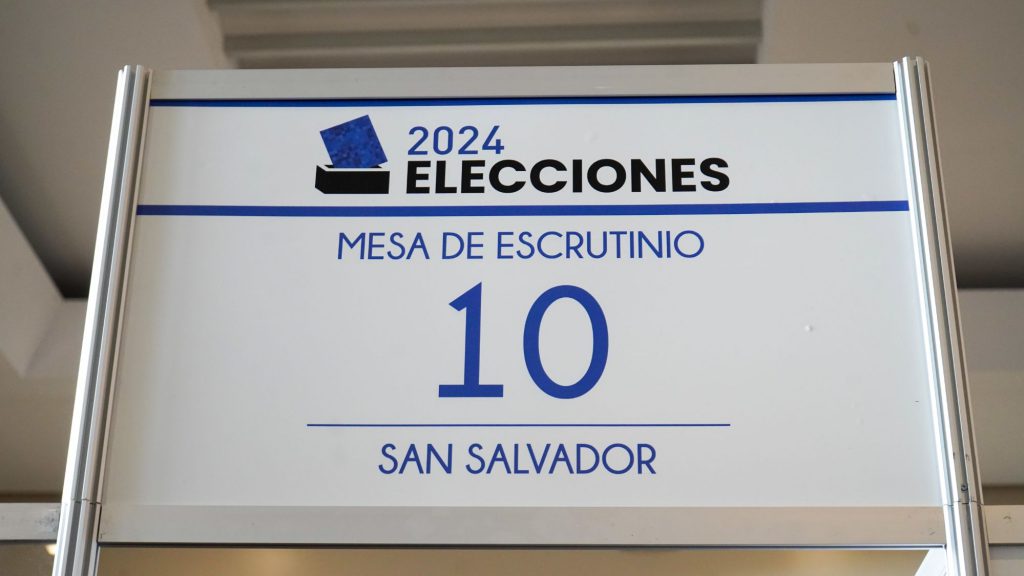 2024
ELECCIONES
MESA DE ESCRUTINIO
10
SAN SALVADOR